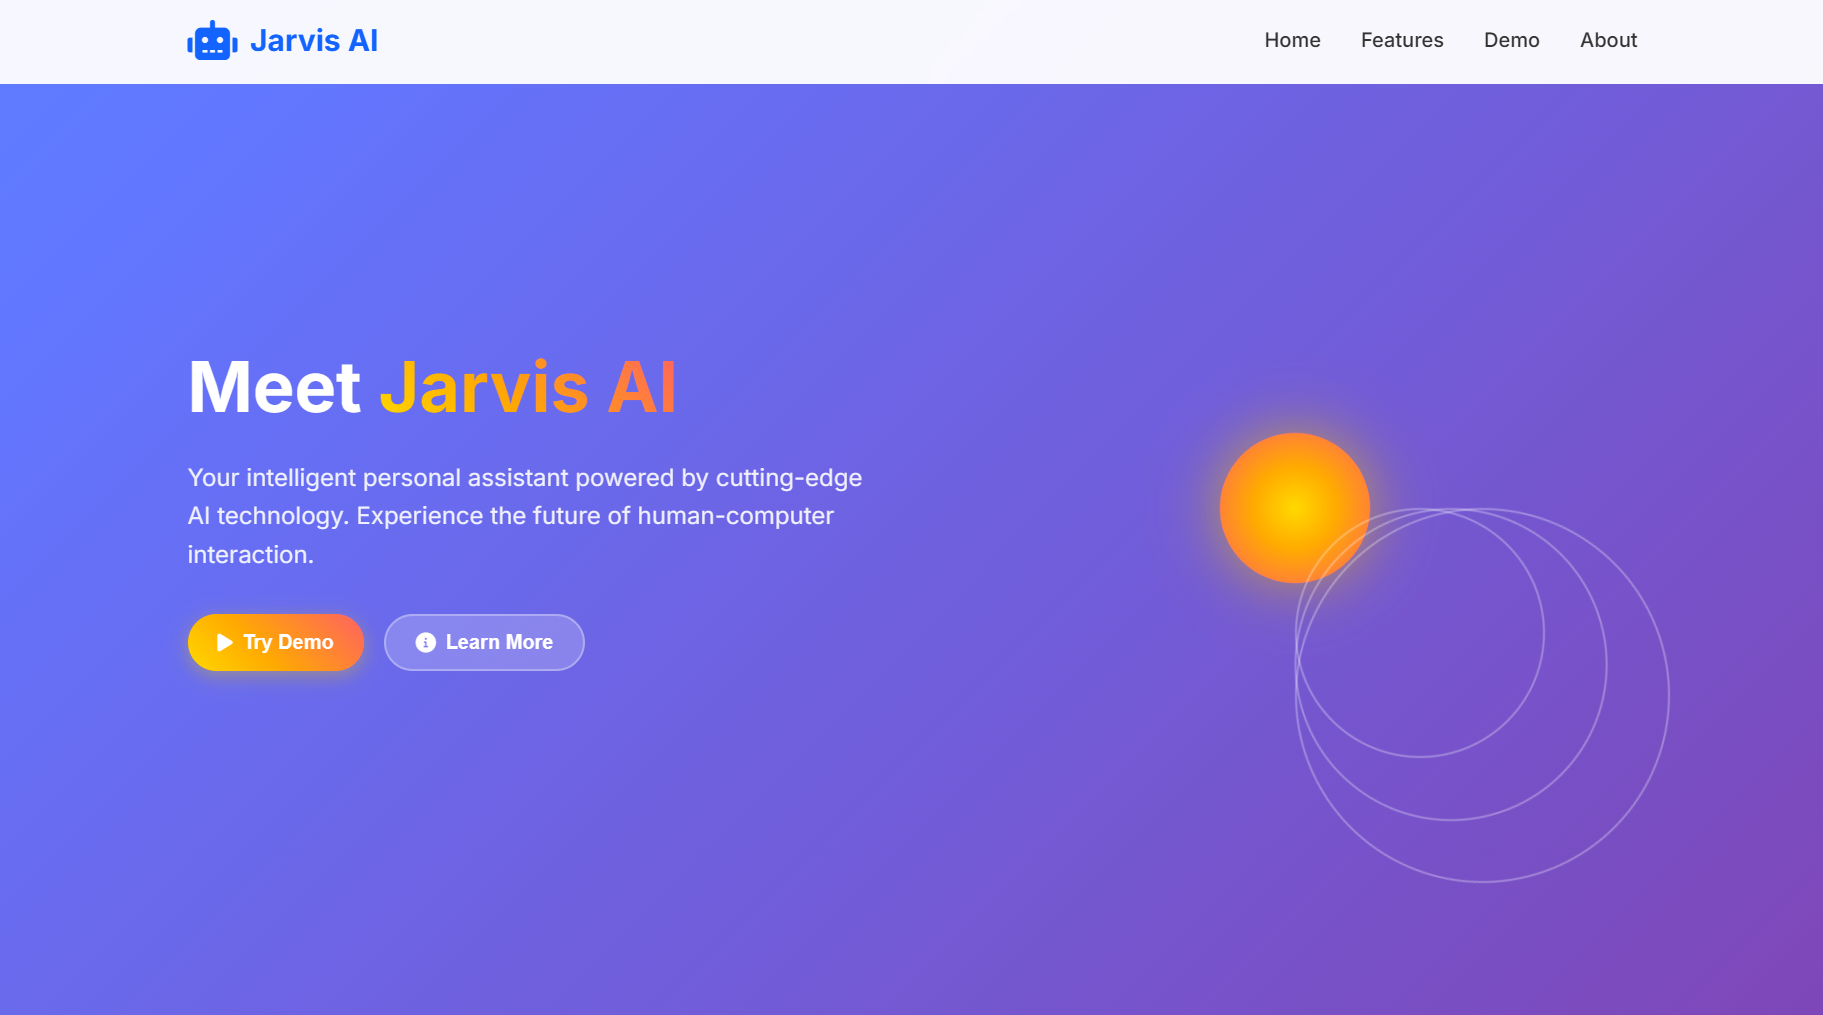 Jarvis AI
Home Features Demo About
Meet Jarvis AI
Your intelligent personal assistant powered by cutting-edge
AI technology. Experience the future of human-computer
interaction.
Try Demo Learn More